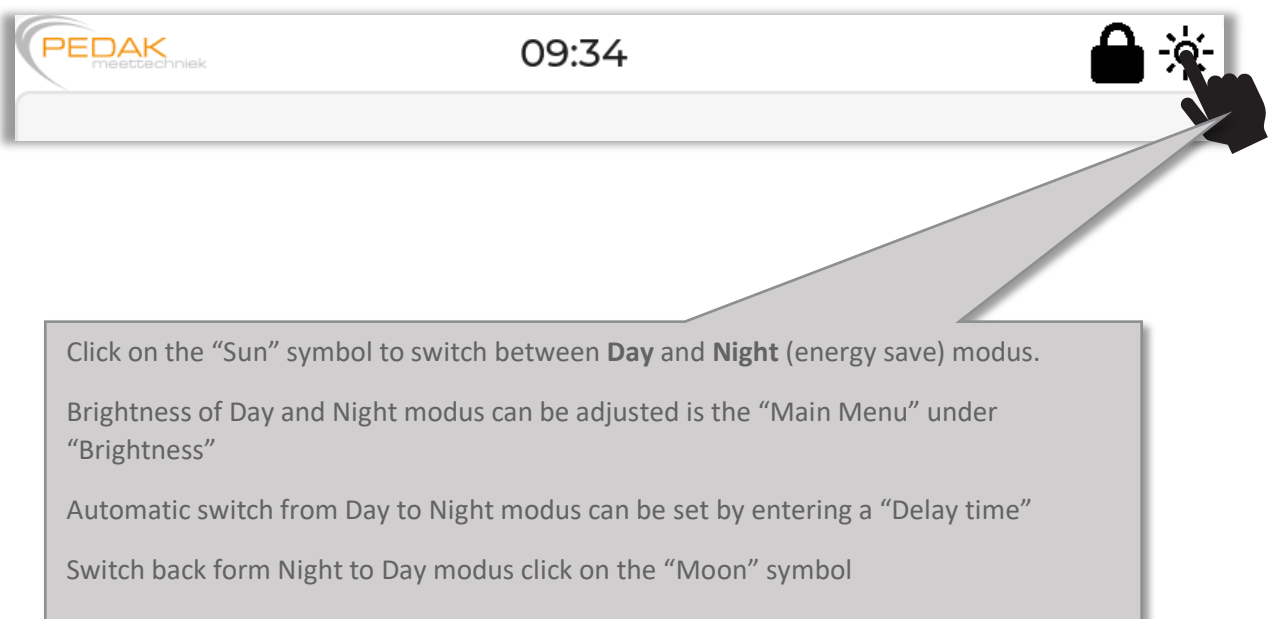 PEDAK
meettechniek
09:34
Click on the “Sun” symbol to switch between Day and Night (energy save) modus.
Brightness of Day and Night modus can be adjusted is the “Main Menu” under
“Brightness”
Automatic switch from Day to Night modus can be set by entering a “Delay time”
Switch back form Night to Day modus click on the “Moon” symbol